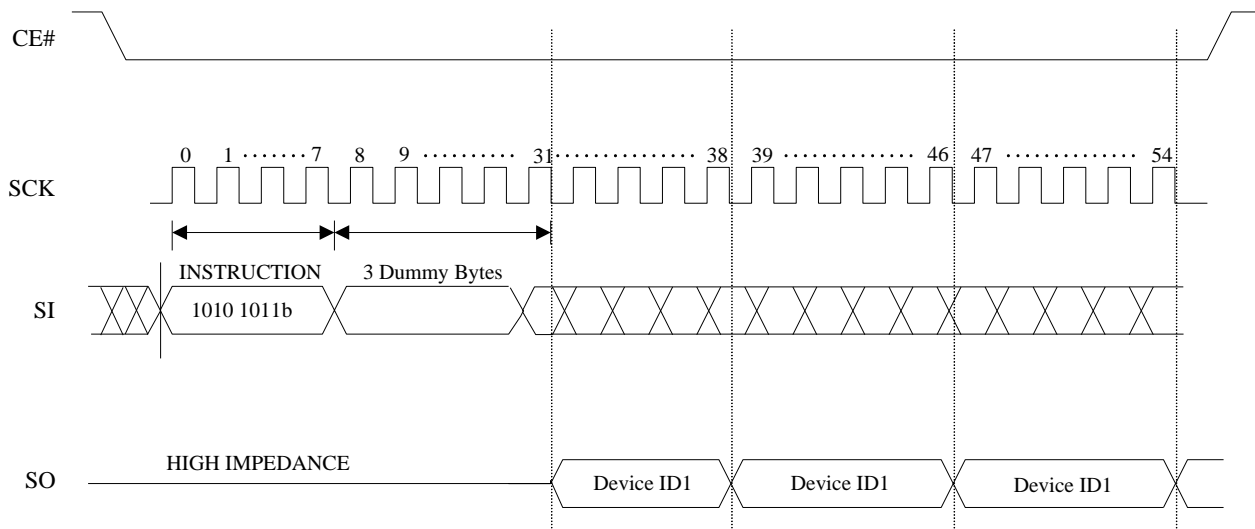 CE#
0 1 ........ 7 8 9 .......... 31 ................ 38 39 ............... 46 47 ............... 54
SCK
INSTRUCTION 3 Dummy Bytes
SI 1010 1011b
HIGH IMPEDANCE
SO Device ID1 Device ID1 Device ID1